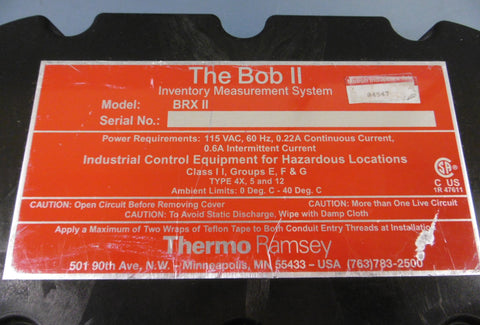 The Bob II
Inventory Measurement System
04547
Model: BRX II
Serial No.:
Power Requirements: 115 VAC, 60 Hz, 0.22A Continuous Current,
0.6A Intermittent Current
Industrial Control Equipment for Hazardous Locations
Class I I, Groups E, F & G
TYPE 4X, 5 and 12
Ambient Limits: 0 Deg. C - 40 Deg. C
C US
1R 47011
CAUTION: Open Circuit Before Removing Cover CAUTION: More than One Live Circuit
CAUTION: To Avoid Static Discharge, Wipe with Damp Cloth
Apply a Maximum of Two Wraps of Teflon Tape to Both Conduit Entry Threads at Installation
Thermo Ramsey
501 90th Ave, N.W. - Minneapolis, MN 55433 - USA (763)783-2500